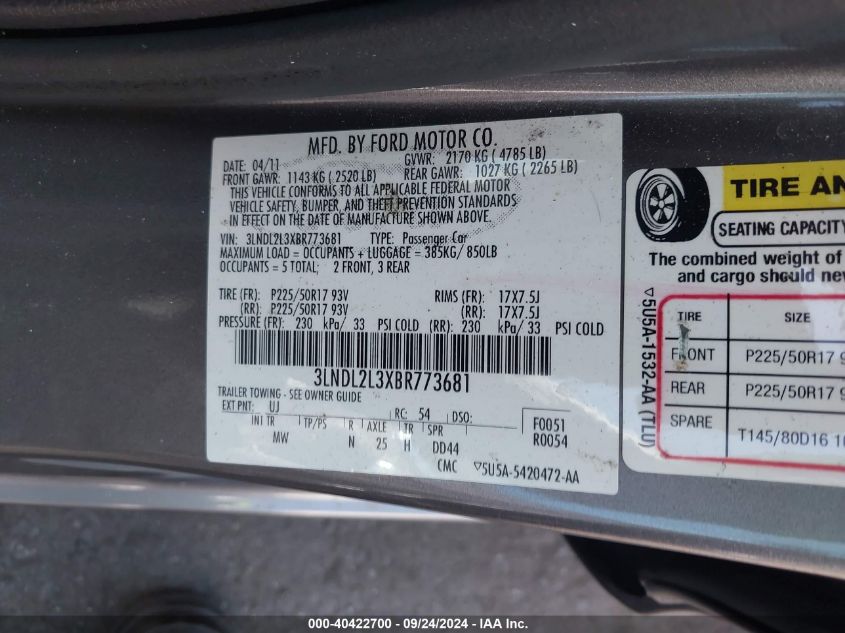 MFD. BY FORD MOTOR CO.
DATE: 04/11 GVWR: 2170 KG ( 4785 LB)
FRONT GAWR: 1143 KG ( 2520 LB) REAR GAWR: 1027 KG ( 2265 LB)
THIS VEHICLE CONFORMS TO ALL APPLICABLE FEDERAL MOTOR
VEHICLE SAFETY, BUMPER, AND THEFT PREVENTION STANDARDS
IN EFFECT ON THE DATE OF MANUFACTURE SHOWN ABOVE.
VIN: 3LNDL2L3XBR773681 TYPE: Passenger Car
MAXIMUM LOAD = OCCUPANTS + LUGGAGE = 385KG/ 850LB
OCCUPANTS = 5 TOTAL; 2 FRONT, 3 REAR
TIRE (FR): P225/50R17 93V RIMS (FR): 17X7.5J
(RR): P225/50R17 93V (RR): 17X7.5J
PRESSURE (FR): 230 kPa/ 33 PSI COLD (RR): 230 kPa/ 33 PSI COLD
3LNDL2L3XBR773681
TRAILER TOWING - SEE OWNER GUIDE
EXT PNT: UJ RC: 54 DSO: F0051
INT TR TP/PS R AXLE TR SPR R0054
MW N 25 H DD44
CMC ▽5U5A-5420472-AA
TIRE AN
SEATING CAPACITY
The combined weight of
and cargo should nev
▽5U5A-1532-AA (TLU)
TIRE SIZE
FRONT P225/50R17 9
REAR P225/50R17 9
SPARE T145/80D16 10
000-40422700 - 09/24/2024 - IAA Inc.